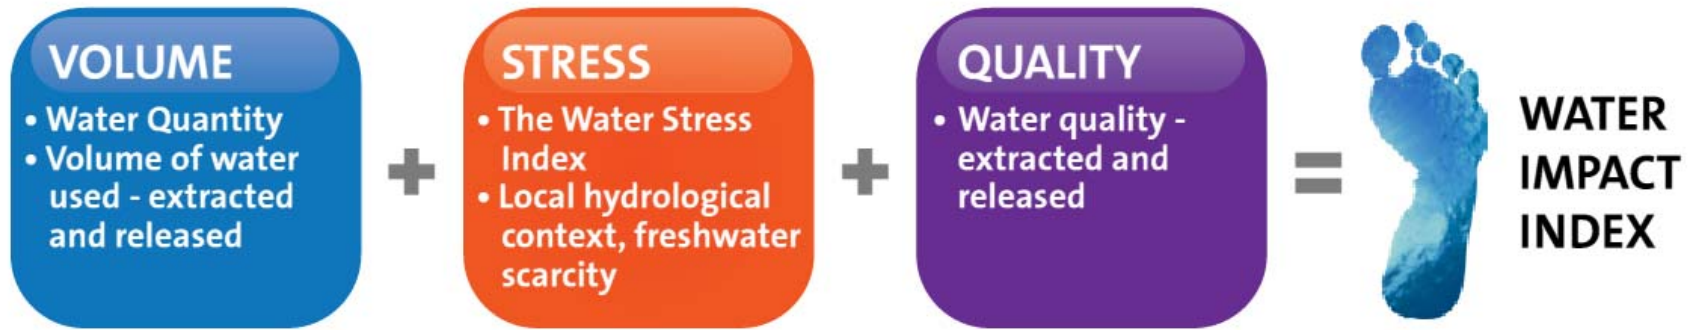 VOLUME
• Water Quantity
• Volume of water
used - extracted
and released
+
STRESS
• The Water Stress
Index
• Local hydrological
context, freshwater
scarcity
+
QUALITY
• Water quality -
extracted and
released
=
WATER
IMPACT
INDEX